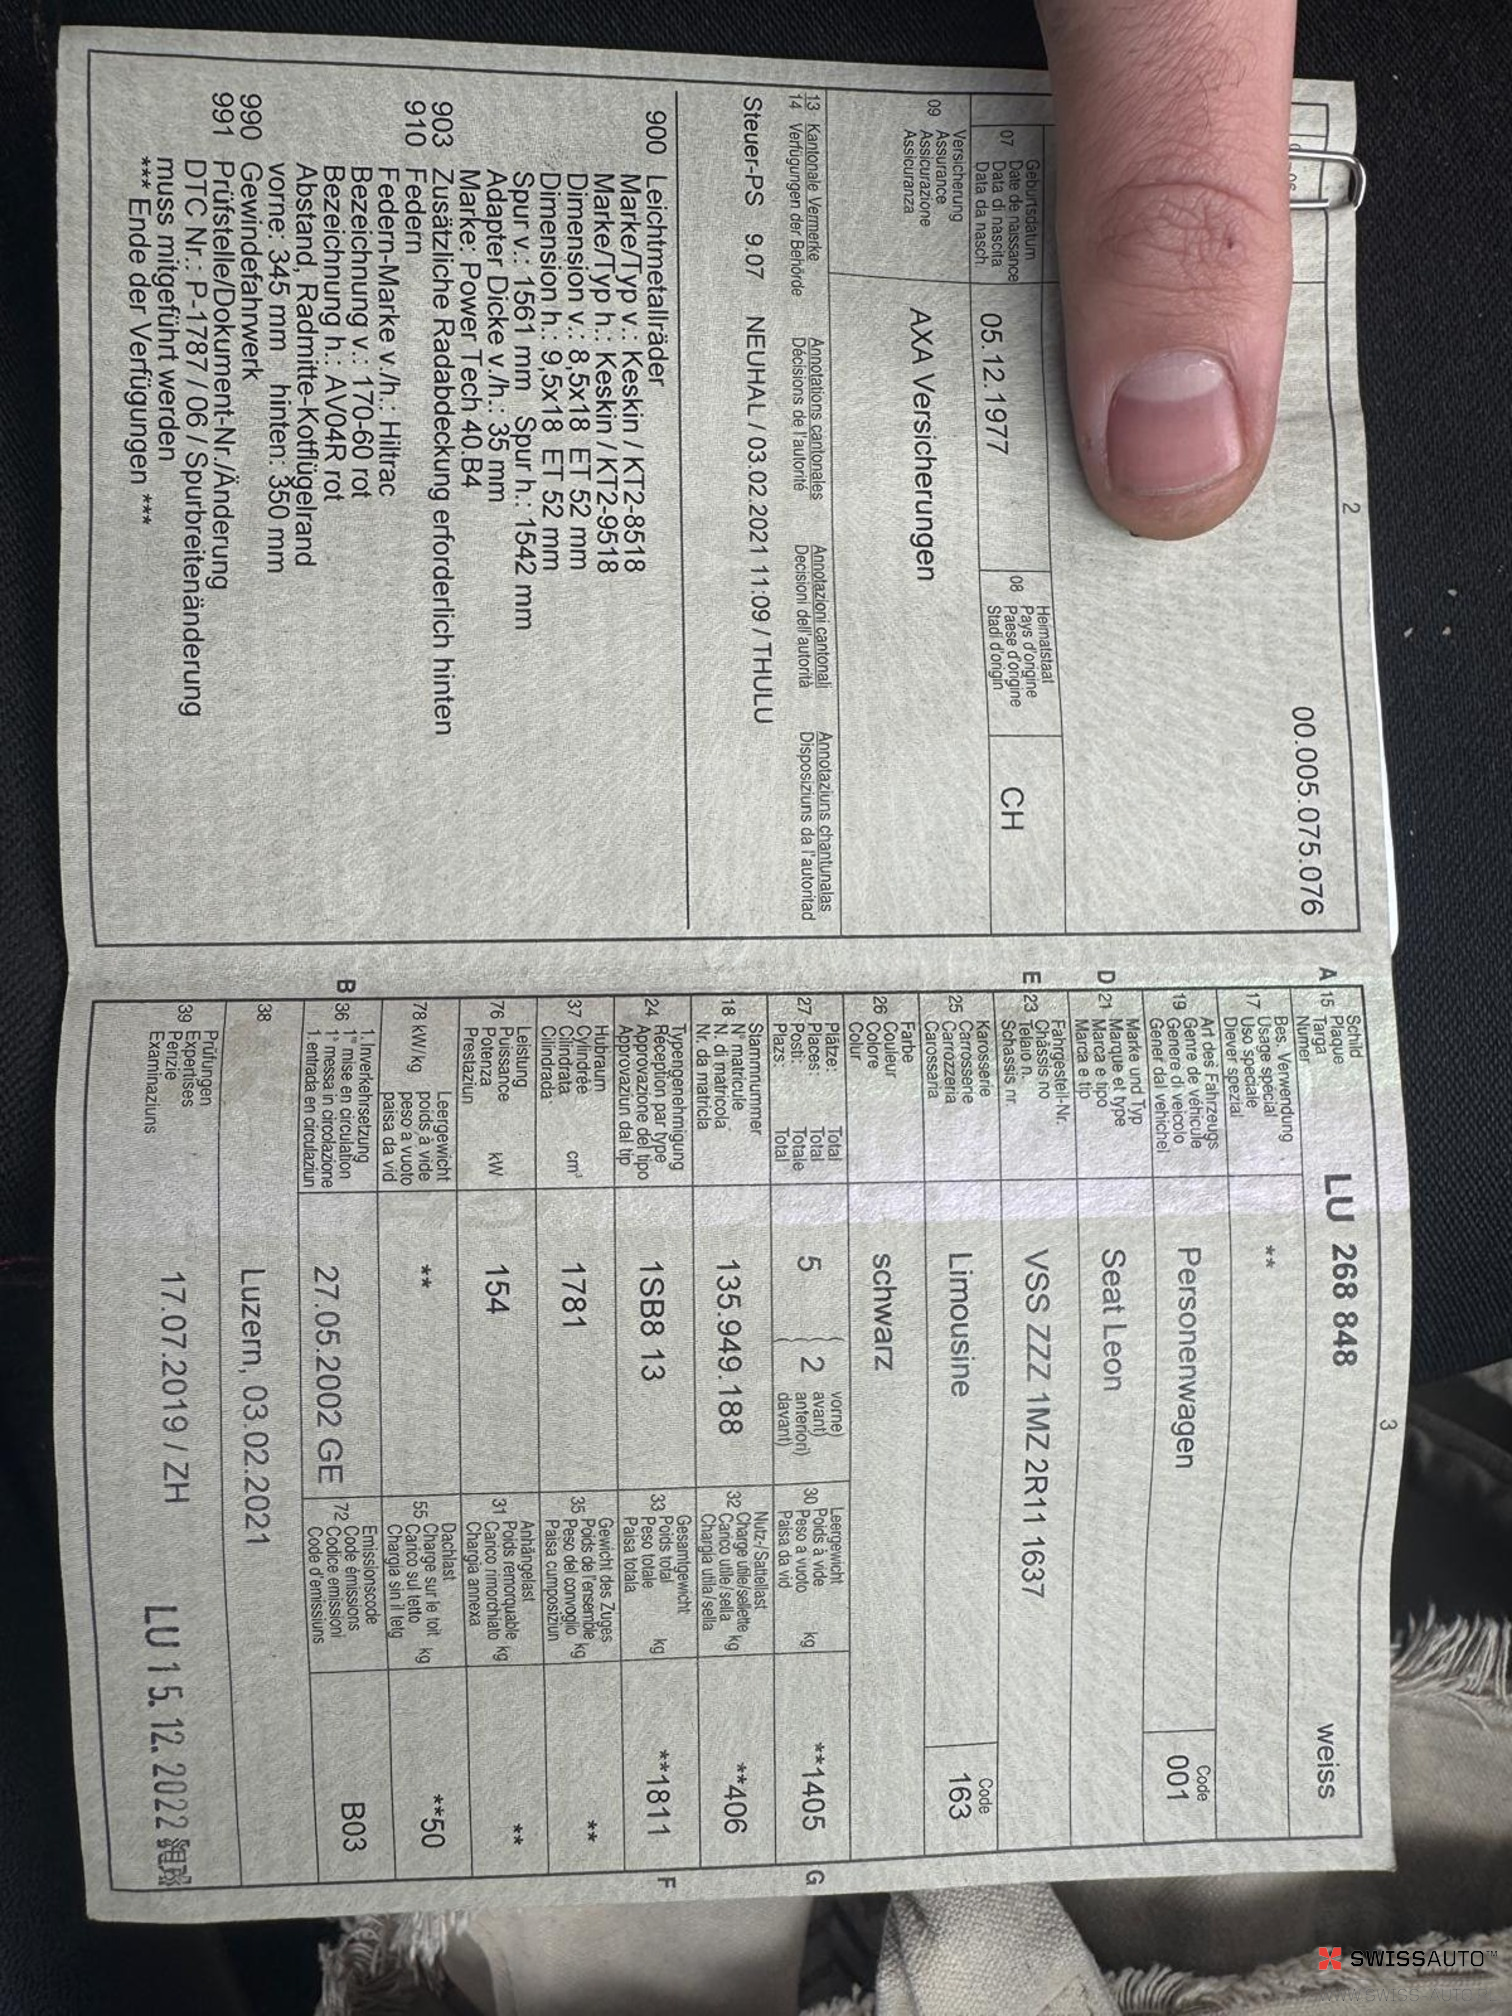 2
00.005.075.076
Geburtsdatum
07 Date de naissance
Data di nascita
Data da nasch.
05.12.1977
Heimatstaat
08 Pays d'origine
Paese d'origine
Stadi d'origin
CH
Versicherung
09 Assurance
Assicurazione
Assicuranza
AXA Versicherungen
13 Kantonale Vermerke Annotations cantonales Annotazioni cantonali Annotaziuns chantunalas
14 Verfügungen der Behörde Décisions de l'autorité Decisioni dell'autorità Disposiziuns da l'autoritad
Steuer-PS 9.07 NEUHAL / 03.02.2021 11:09 / THULU
900 Leichtmetallräder
Marke/Typ v.: Keskin / KT2-8518
Marke/Typ h.: Keskin / KT2-9518
Dimension v.: 8,5x18 ET 52 mm
Dimension h.: 9,5x18 ET 52 mm
Spur v.: 1561 mm Spur h.: 1542 mm
Adapter Dicke v./h.: 35 mm
Marke: Power Tech 40.B4
903 Zusätzliche Radabdeckung erforderlich hinten
910 Federn
Federn-Marke v./h.: Hiltrac
Bezeichnung v.: 170-60 rot
Bezeichnung h.: AV04R rot
Abstand, Radmitte-Kotflügelrand
vorne: 345 mm hinten: 350 mm
990 Gewindefahrwerk
991 Prüfstelle/Dokument-Nr./Änderung
DTC Nr.: P-1787 / 06 / Spurbreitenänderung
muss mitgeführt werden
*** Ende der Verfügungen ***
3
Schild
A 15 Plaque
Targa
Numer
LU 268 848
weiss
Bes. Verwendung
17 Usage spécial
Uso speciale
Diever spezial
**
Art des Fahrzeugs
19 Genre de véhicule
Genere di veicolo
Gener dal vehichel
Personenwagen
Code
001
Marke und Typ
D 21 Marque et type
Marca e tipo
Marca e tip
Seat Leon
Fahrgestell-Nr.
E 23 Châssis no
Telaio n.
Schassis nr.
VSS ZZZ 1MZ 2R11 1637
Karosserie
25 Carrosserie
Carrozzeria
Carossaria
Limousine
Code
163
Farbe
26 Couleur
Colore
Colur
schwarz
Plätze: Total
27 Places: Total
Posti: Totale
Plazs: Total
5
2
vorne)
avant)
anteriori)
davant)
Leergewicht
30 Poids à vide
Peso a vuoto
Paisa da vid
kg
**1405
G
Stammnummer
18 N° matricule
N. di matricola
Nr. da matricla
135.949.188
Nutz-/Sattellast
32 Charge utile/sellette kg
Carico utile/sella
Chargia utila/sella
**406
Typengenehmigung
24 Réception par type
Approvazione del tipo
Approvaziun dal tip
1SB8 13
Gesamtgewicht
33 Poids total
Peso totale
Paisa totala
kg
**1811
F
Hubraum
37 Cylindrés
Cilindrata
Cilindrada
cm³
1781
Gewicht des Zuges
35 Poids de l'ensemble kg
Peso del convoglio
Paisa cumposiziun
**
Leistung
76 Puissance
Potenza
Prestaziun
kW
154
Anhängelast
31 Poids remorquable kg
Carico rimorchiato
Chargia annexa
**
78 kW/kg
Leergewicht
poids à vide
peso a vuoto
paisa da vid
**
Dachlast
55 Charge sur le toit kg
Carico sul tetto
Chargia sin il tetg
**50
1. Inverkehrsetzung
B 36 1re mise en circulation
1a messa in circolazione
1. entrada en circulaziun
27.05.2002 GE
Emissionscode
72 Code émissions
Codice emissioni
Code d'emissiuns
B03
38
Luzern, 03.02.2021
Prüfungen
39 Expertises
Perizie
Examinaziuns
17.07.2019 / ZH
LU 15.12.2022
SWISSAUTO™